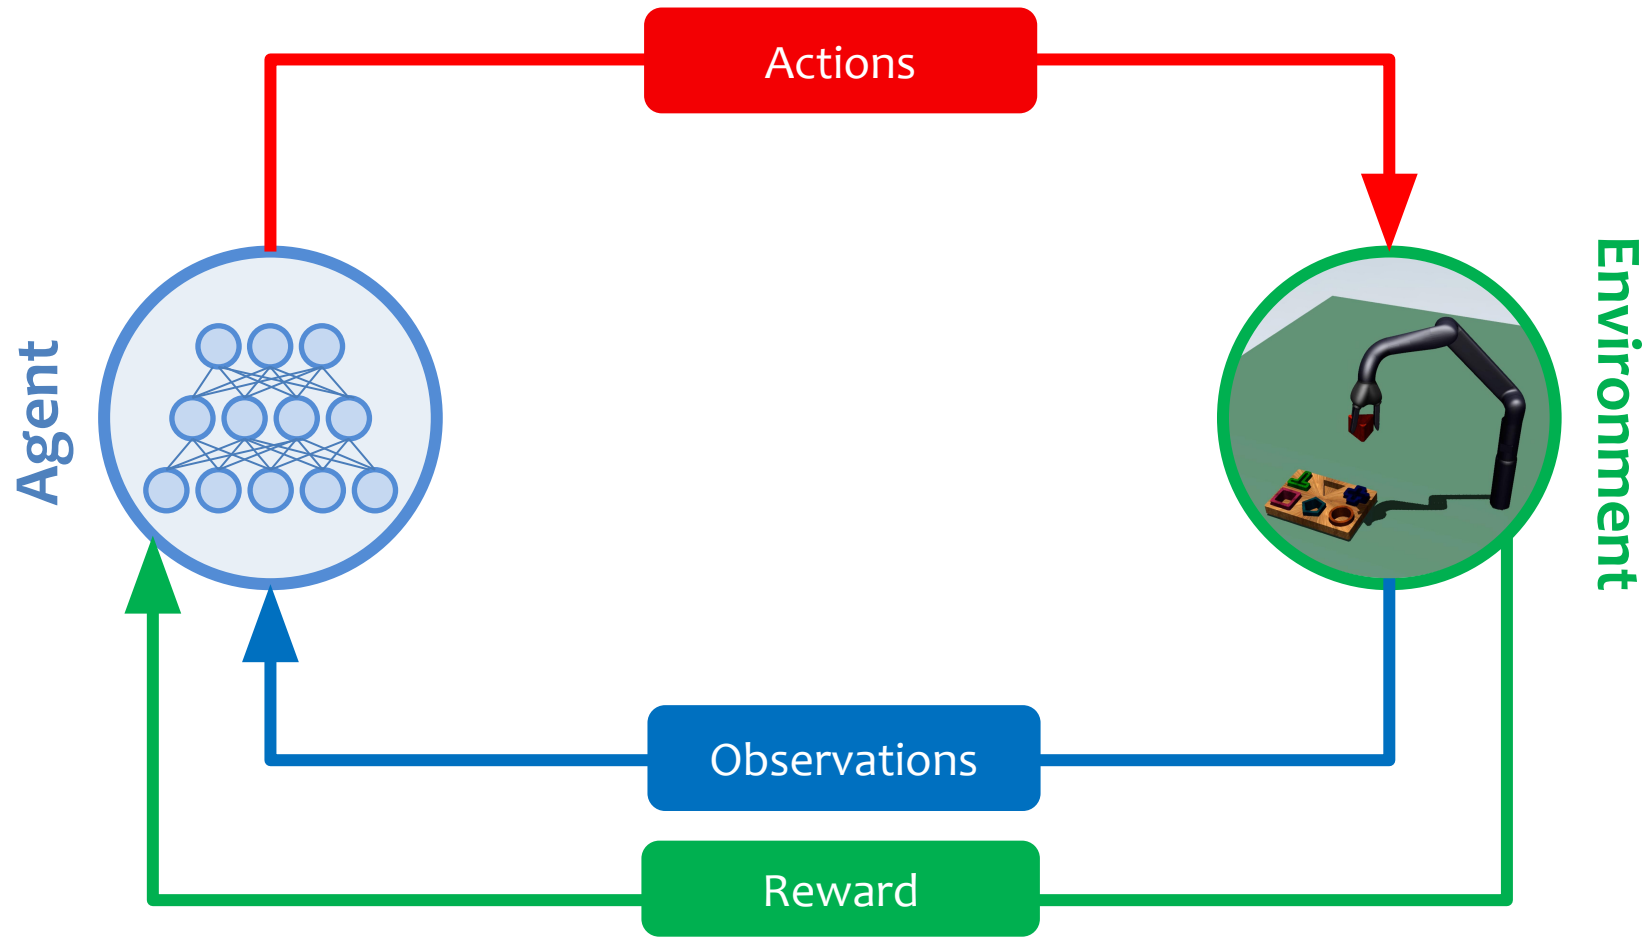 Actions
Agent
Environment
Observations
Reward